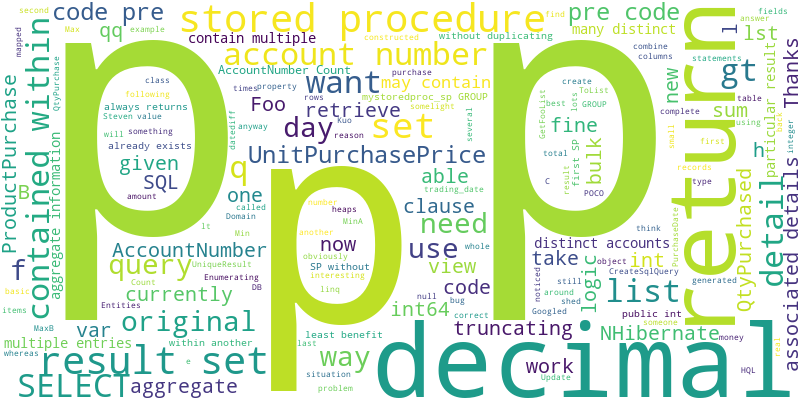 code pre
second
Max
mapped
qq
example
stored procedure
find
pre code
fields
contain multiple
constructed
without duplicating
many distinct
answer
l
lst
account number
combine
columns
p
p
p
class
following
times
property
AccountNumber Count
want
purchase
may contain
statements
gt
return
Thanks
always returns
Steven
value
Foo
rows
mystoredproc_sp GROUP
create
ToList
best
lots
GROUP
new
table
using
back
retrieve
somelight
several
particular result
will
something
reason
Kuo
day
set
GetFooList
fine
complete
sum
integer
already exists
anyway
datediff
UnitPurchasePrice
total
first SP
bulk
small
first
h
given
q
able
result
records
SQL
B
one
trading_date
C
POCO
type
amount
called
Domain
number
heaps
MinA
clause
think
lt
Min
another
need
distinct accounts
detail
QtyPurchased
PurchaseDate
AccountNumber
now
use
whole
take
int
object
noticed
CreateSqlQuery
UniqueResult
obviously
SP without
view
still
logic
f
query
Count
DB
interesting
null
code
public int
generated
Enumerating
linq
bug
around
shed
someone
basic
currently
Entities
int64
correct
Googled
money
original
var
truncating
NHibernate
real
multiple entries
within another
least benefit
items
e
last
way
work
HQL
whereas
result set
situation
problem
Update
list
decimal
SELECT
aggregate
ProductPurchase
contained within
aggregate information
QtyPurchase
associated details